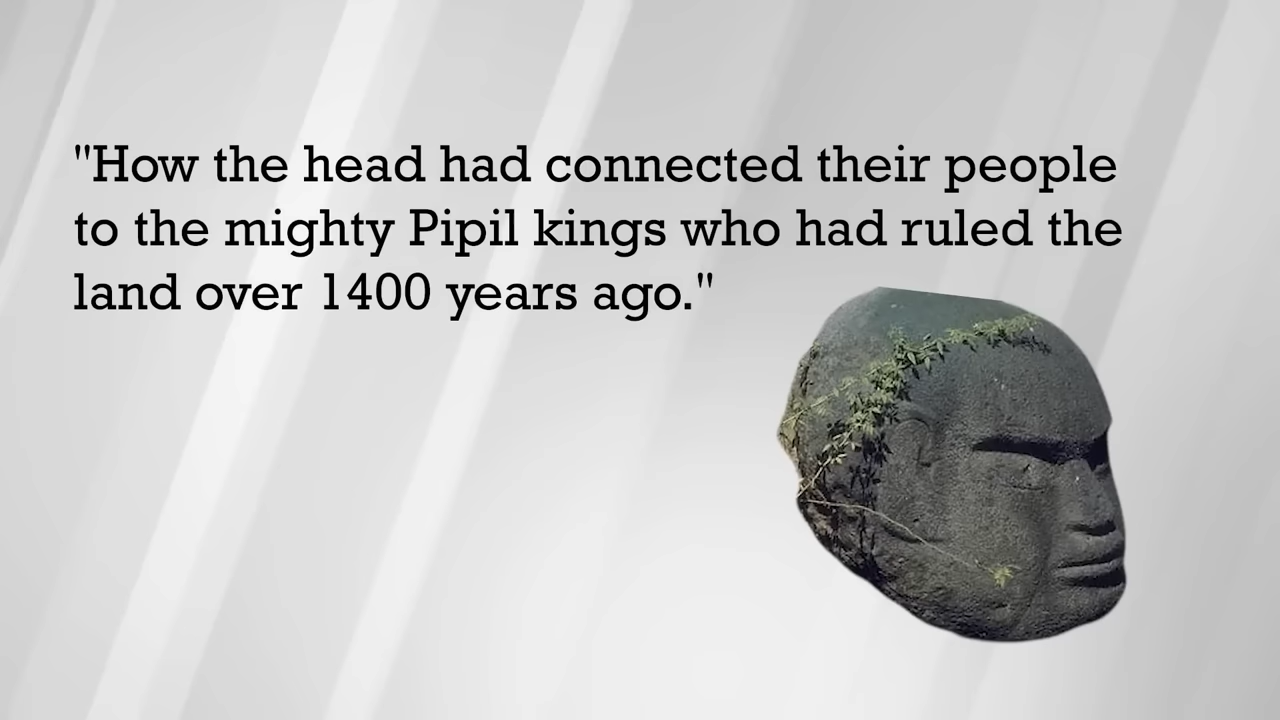 "How the head had connected their people
to the mighty Pipil kings who had ruled the
land over 1400 years ago."